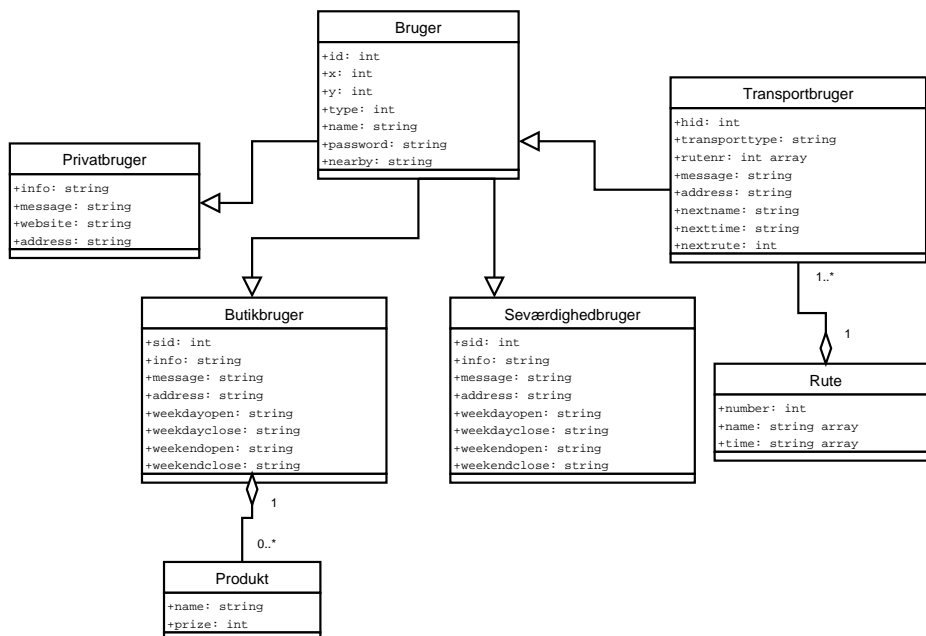 Bruger
+id: int
+x: int
+y: int
+type: int
+name: string
+password: string
+nearby: string
Transportbruger
+hid: int
+transporttype: string
+rutenr: int array
+message: string
+address: string
+nextname: string
+nexttime: string
+nextrute: int
Privatbruger
+info: string
+message: string
+website: string
+address: string
Butikbruger
+sid: int
+info: string
+message: string
+address: string
+weekdayopen: string
+weekdayclose: string
+weekendopen: string
+weekendclose: string
Seværdighedbruger
+sid: int
+info: string
+message: string
+address: string
+weekdayopen: string
+weekdayclose: string
+weekendopen: string
+weekendclose: string
1..*
1
Rute
+number: int
+name: string array
+time: string array
1
0..*
Produkt
+name: string
+prize: int